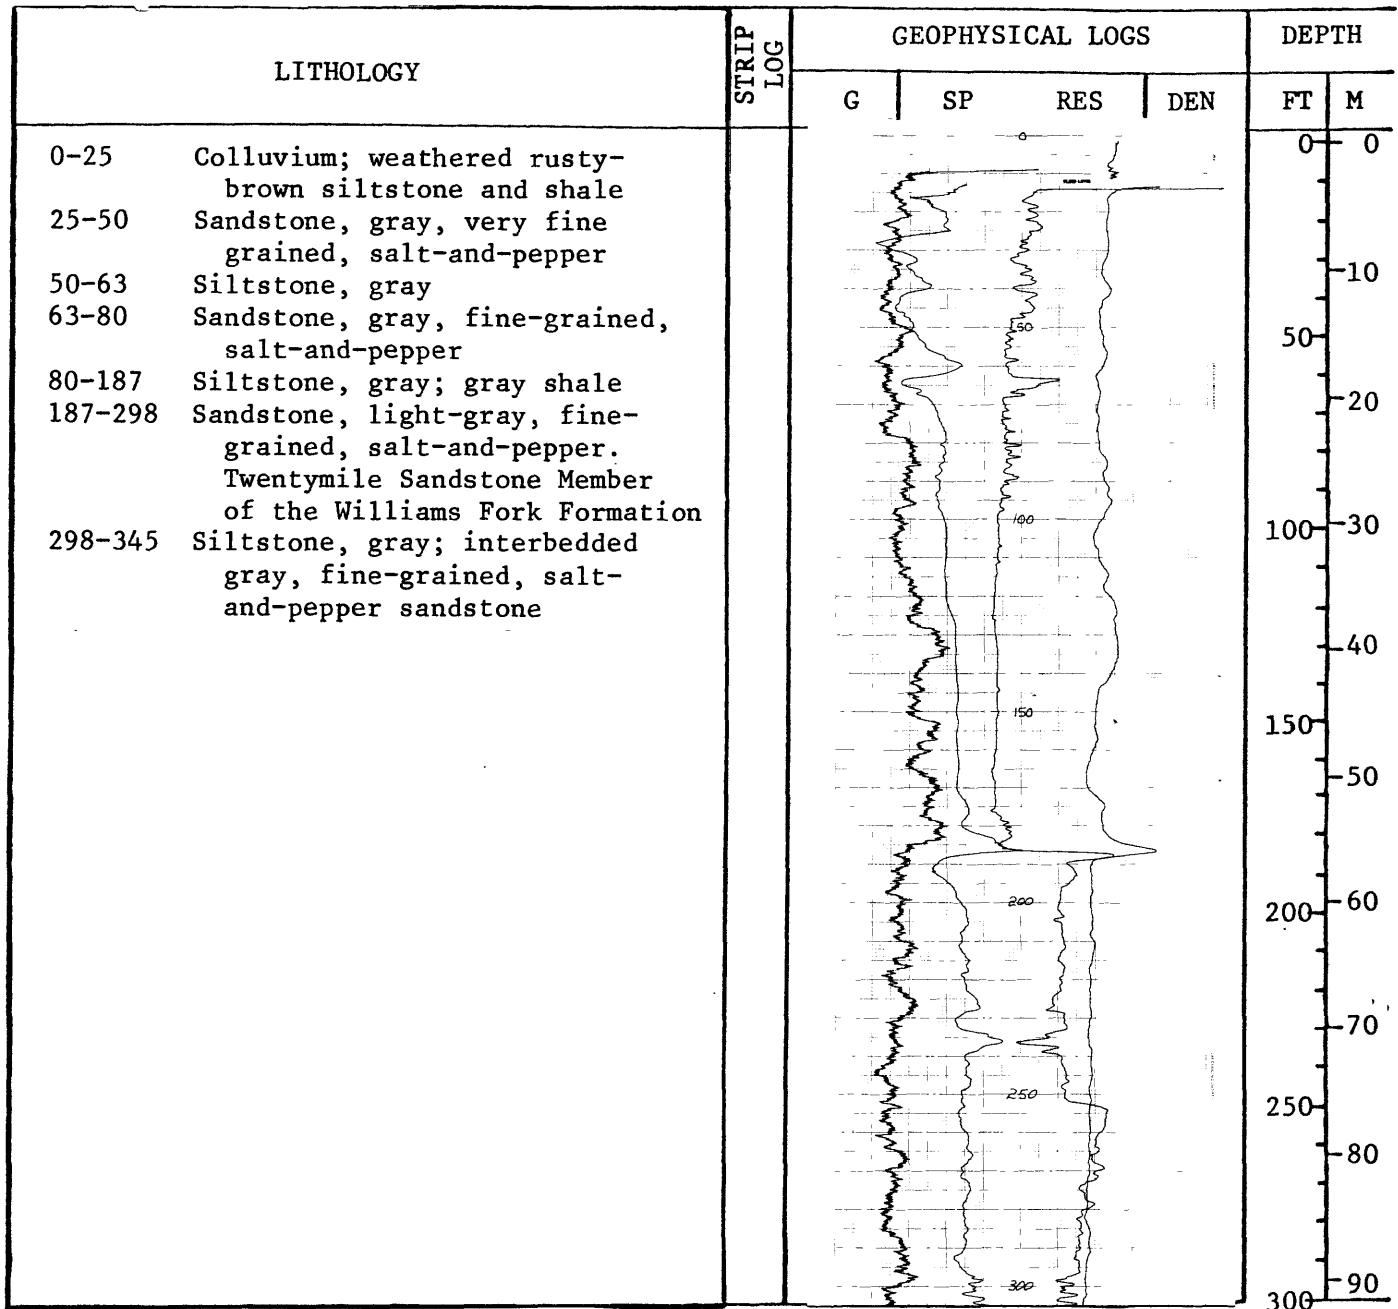 LITHOLOGY
STRIP LOG
GEOPHYSICAL LOGS
G SP RES DEN
DEPTH
FT M
0-25 Colluvium; weathered rusty-
brown siltstone and shale
25-50 Sandstone, gray, very fine
grained, salt-and-pepper
50-63 Siltstone, gray
63-80 Sandstone, gray, fine-grained,
salt-and-pepper
80-187 Siltstone, gray; gray shale
187-298 Sandstone, light-gray, fine-
grained, salt-and-pepper.
Twentymile Sandstone Member
of the Williams Fork Formation
298-345 Siltstone, gray; interbedded
gray, fine-grained, salt-
and-pepper sandstone
0
50
100
150
200
250
300
0 0
10
50
20
100 30
40
150
50
200 60
70
250
80
90
300